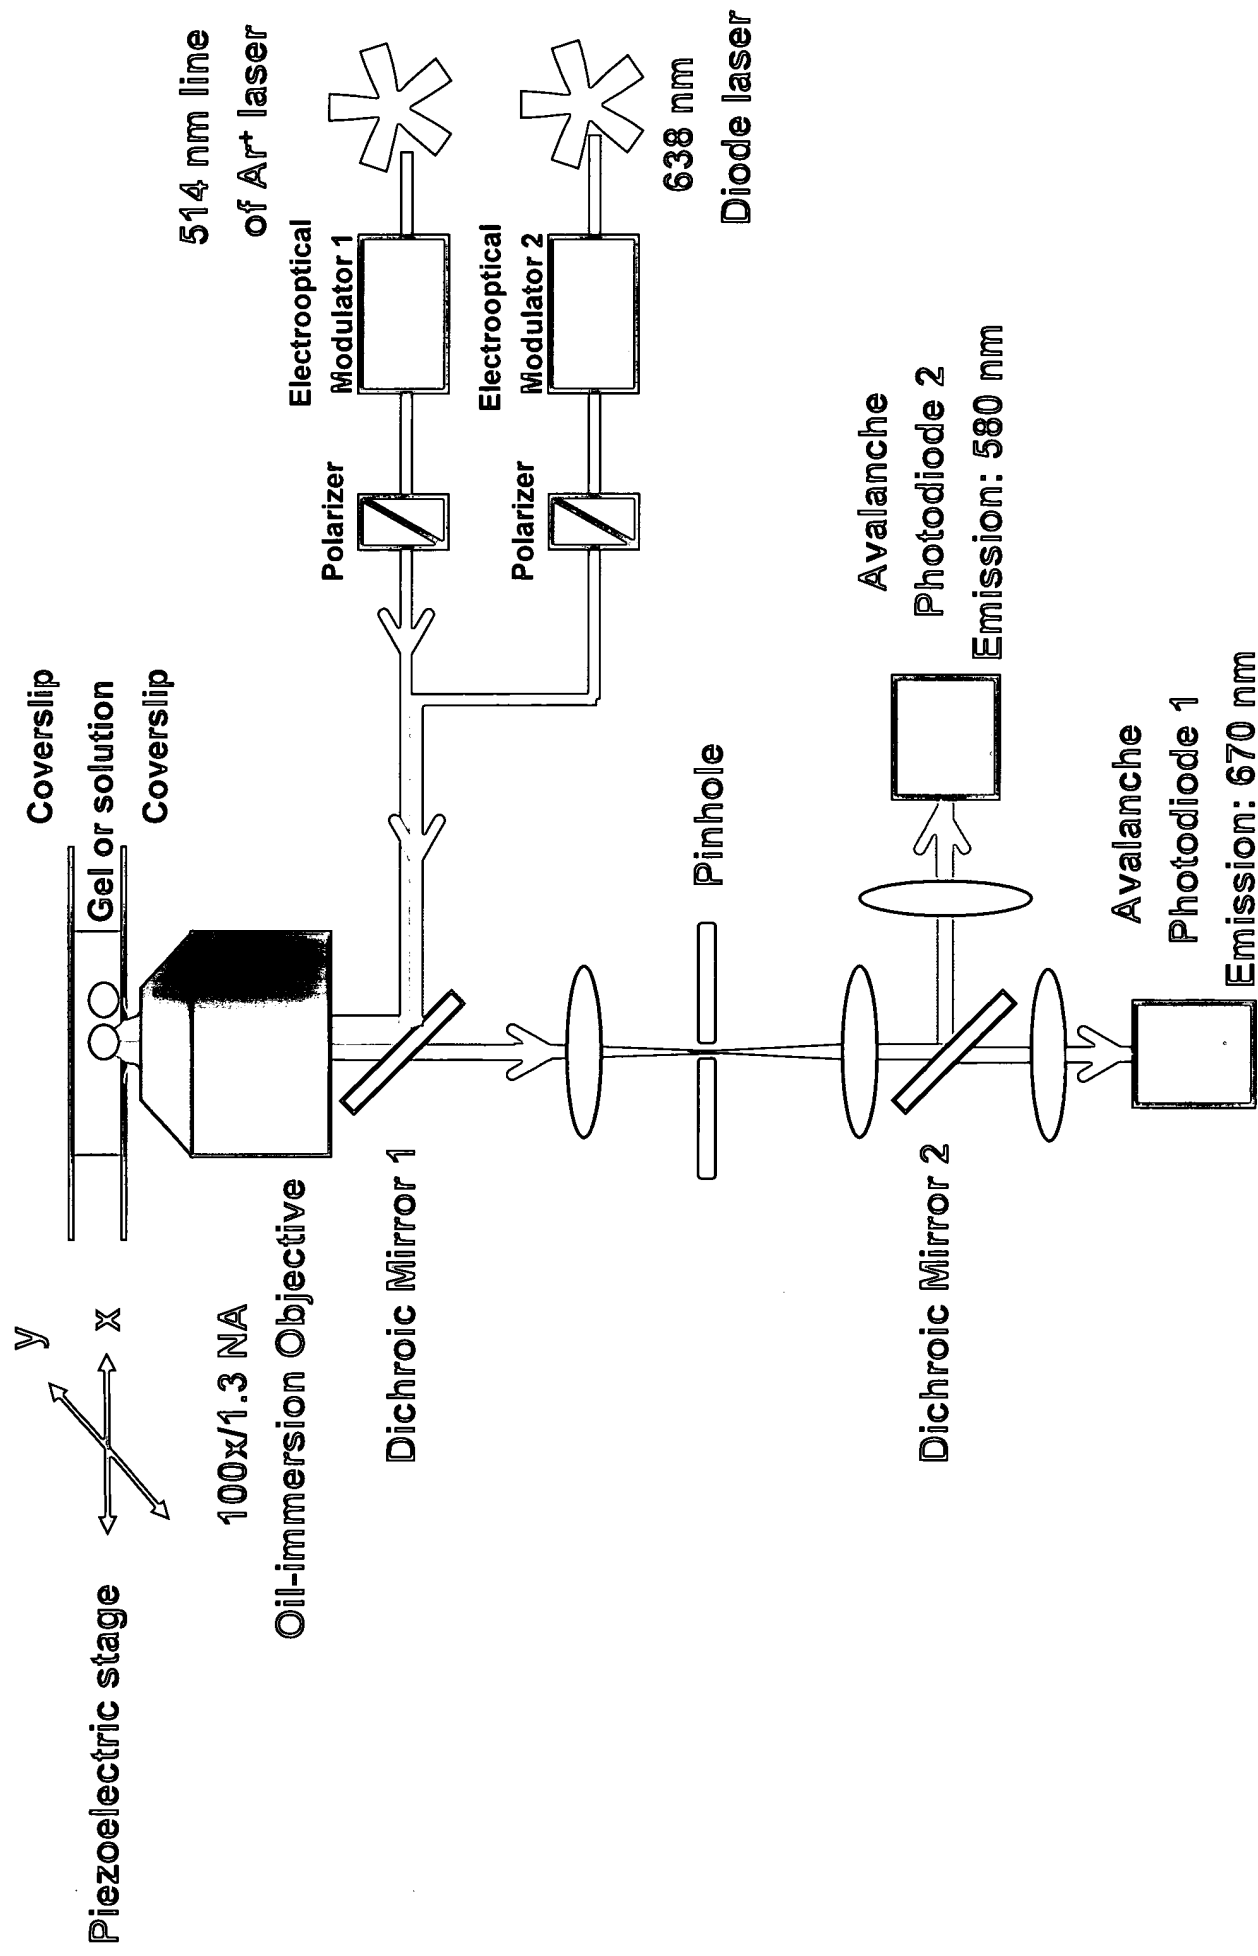 Piezoelectric stage
y
x
Coverslip
Gel or solution
Coverslip
100x/1.3 NA
Oil-immersion Objective
514 nm line
of Ar+ laser
Electrooptical
Modulator 1
Polarizer
Electrooptical
Modulator 2
Polarizer
638 nm
Diode laser
Dichroic Mirror 1
Pinhole
Dichroic Mirror 2
Avalanche
Photodiode 2
Emission: 580 nm
Avalanche
Photodiode 1
Emission: 670 nm